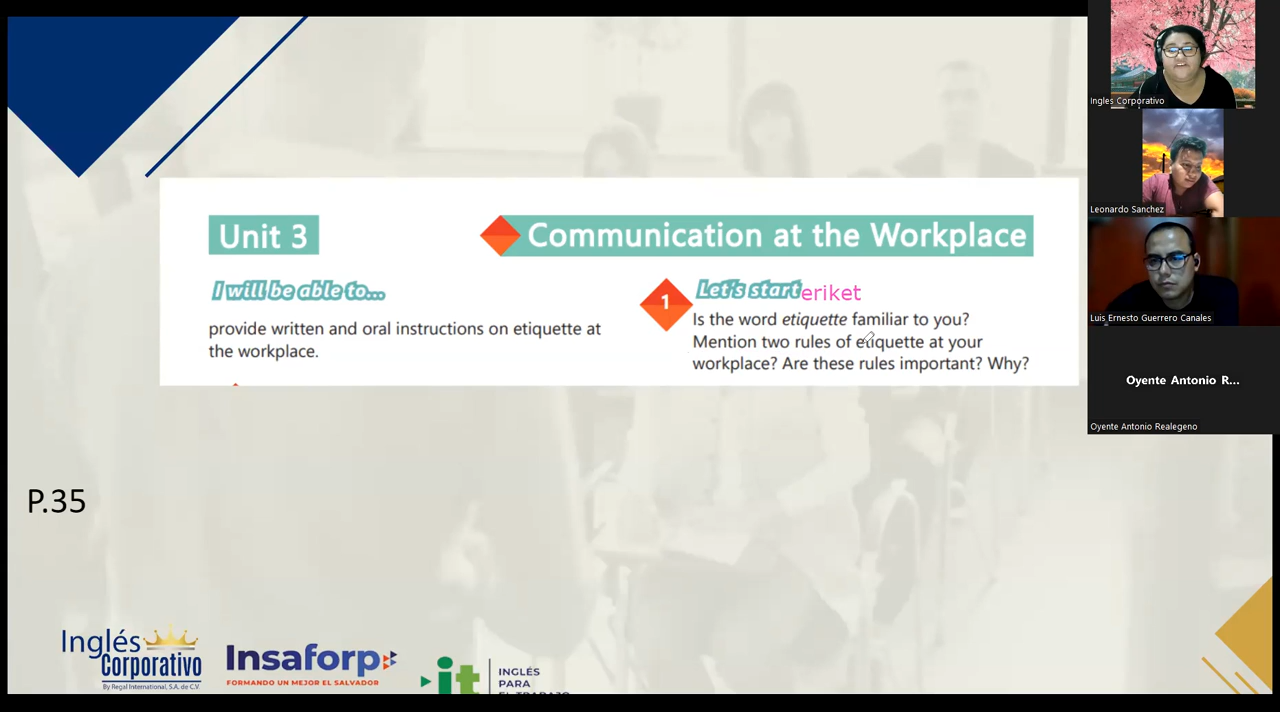 Unit 3
Communication at the Workplace
I will be able to...
provide written and oral instructions on etiquette at
the workplace.
1
Let's start
eriket
Is the word etiquette familiar to you?
Mention two rules of etiquette at your
workplace? Are these rules important? Why?
P.35
Inglés
Corporativo
By Regal International, S.A. de C.V.
Insaforp
FORMANDO UN MEJOR EL SALVADOR
it
INGLÉS
PARA
EL TRABAJO
Ingles Corporativo
Leonardo Sanchez
Luis Ernesto Guerrero Canales
Oyente Antonio R...
Oyente Antonio Realegeno